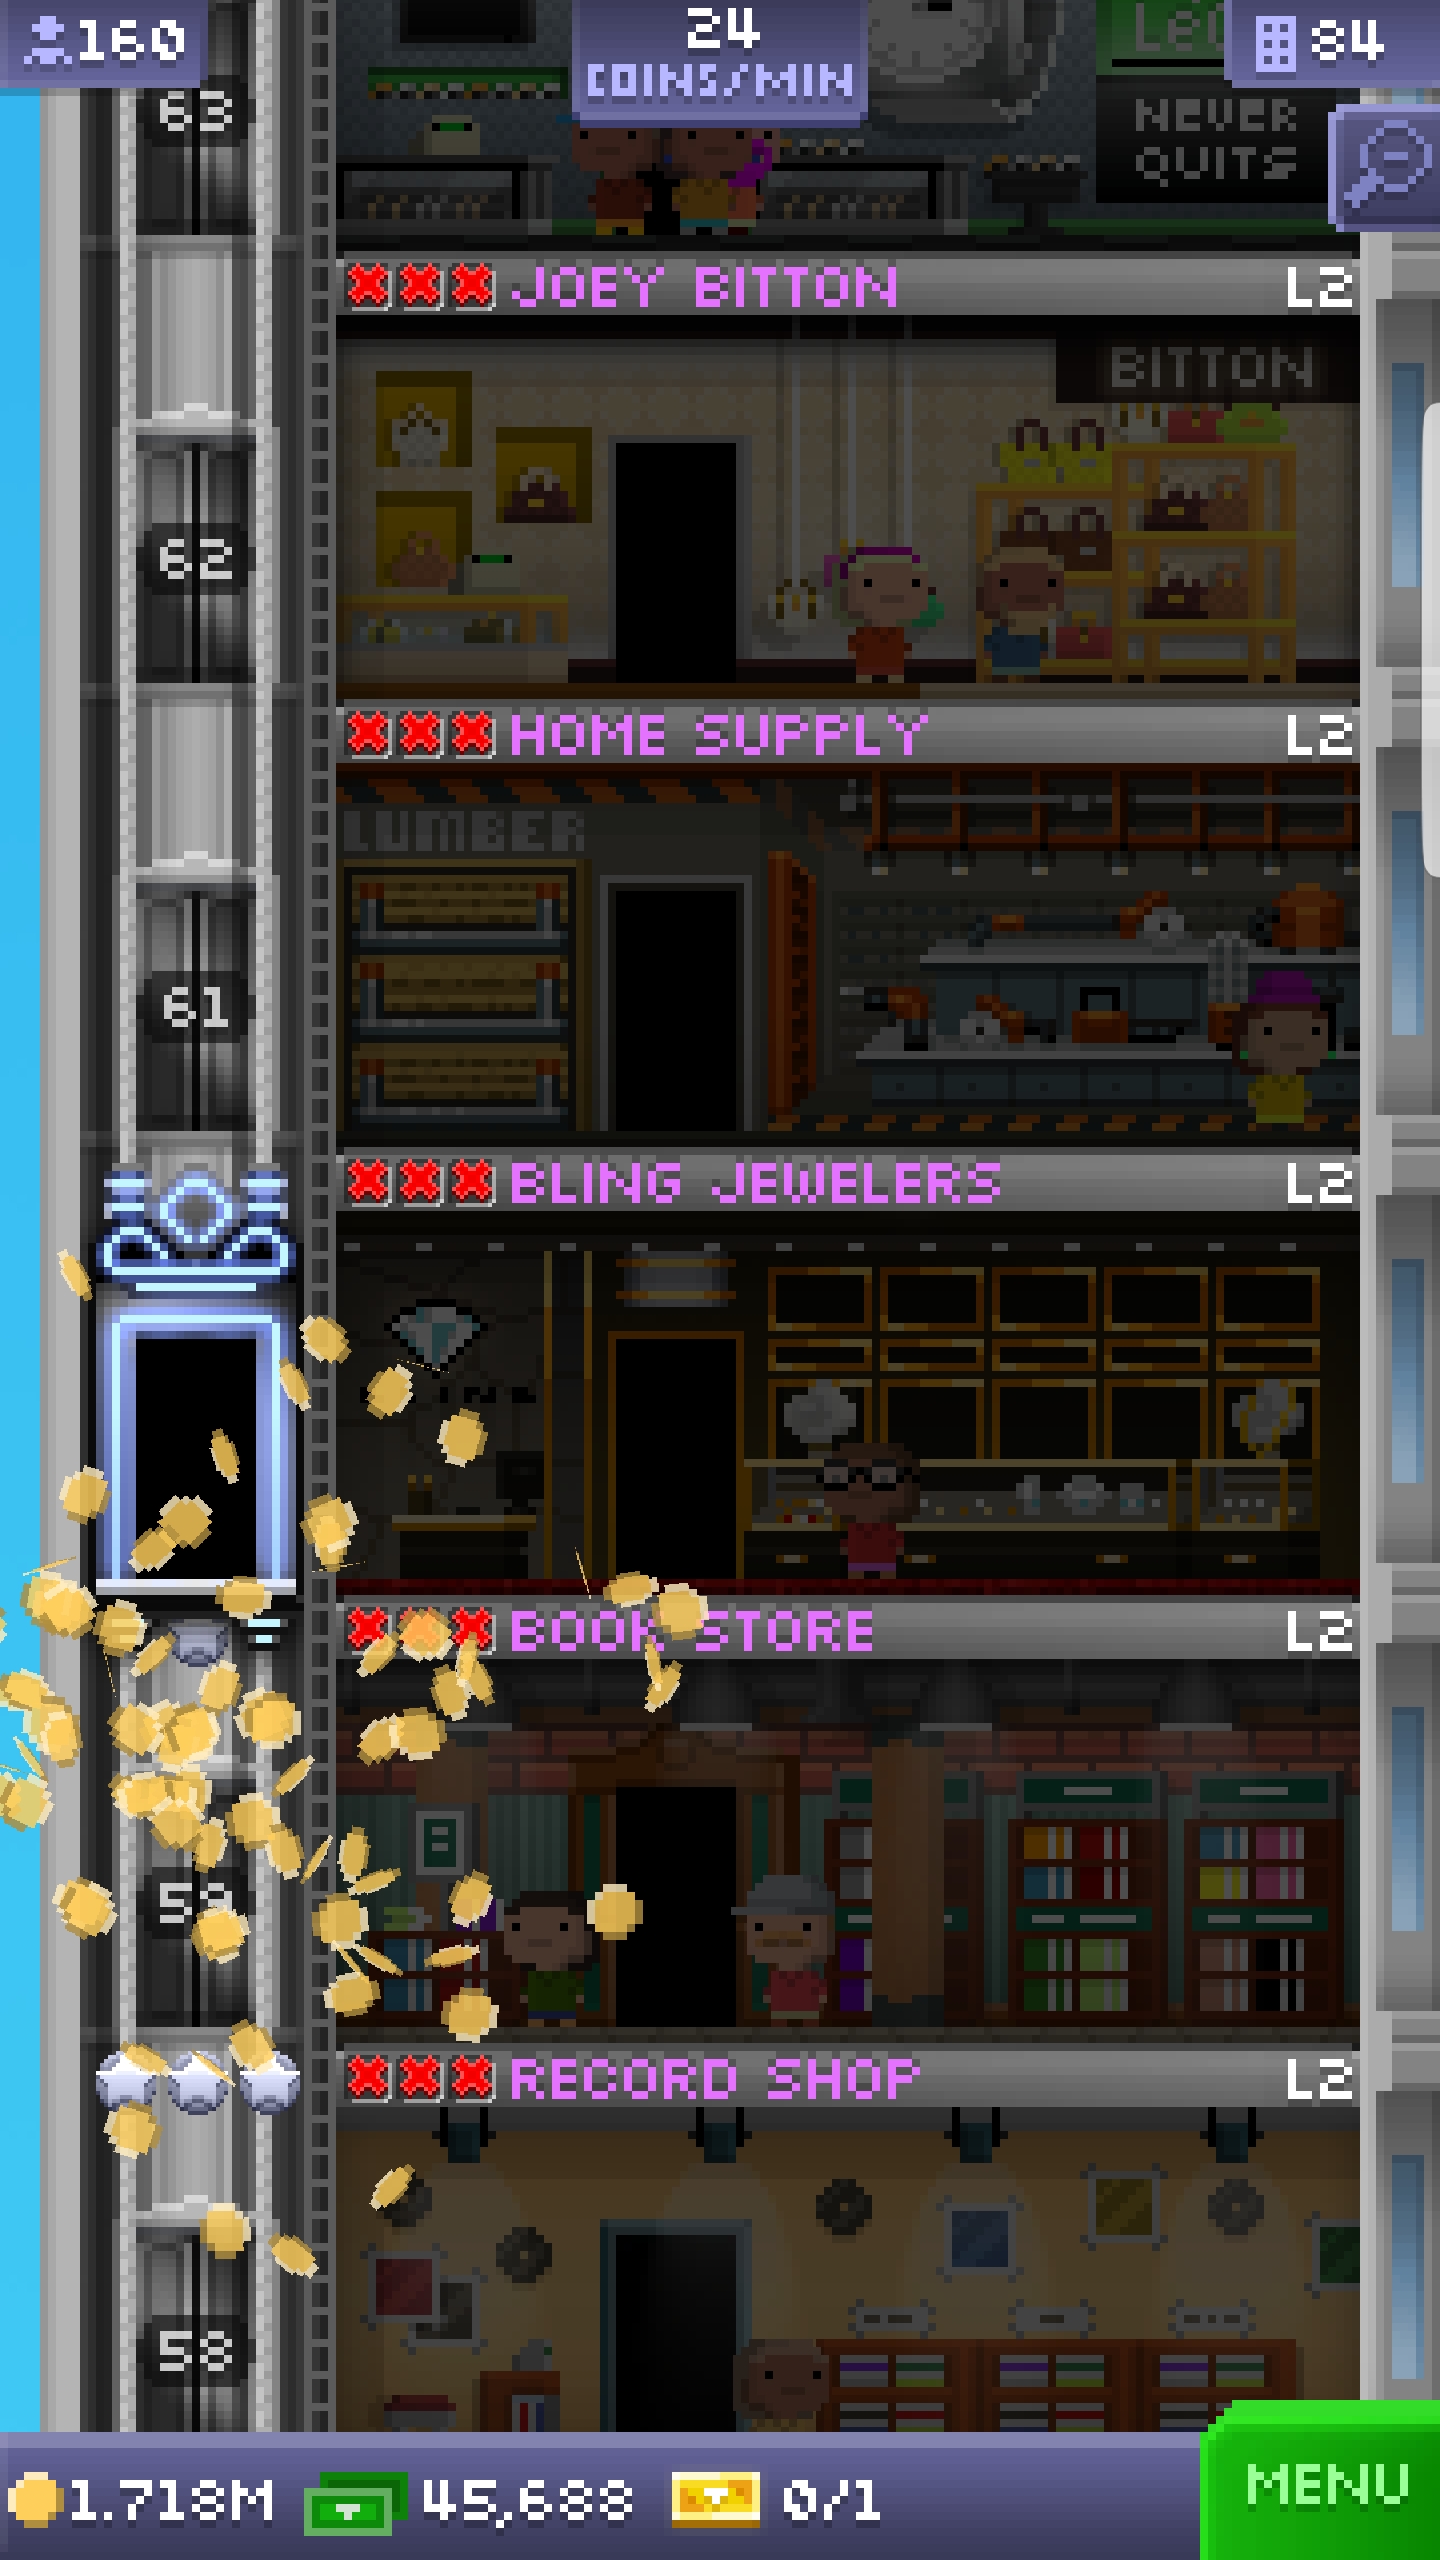 160
24
COINS/MIN
84
63
NEVER
QUITS
JOEY BITTON L2
BITTON
62
HOME SUPPLY L2
LUMBER
61
BLING JEWELERS L2
BOOK STORE L2
59
RECORD SHOP L2
58
1.718M 45,688 0/1
MENU